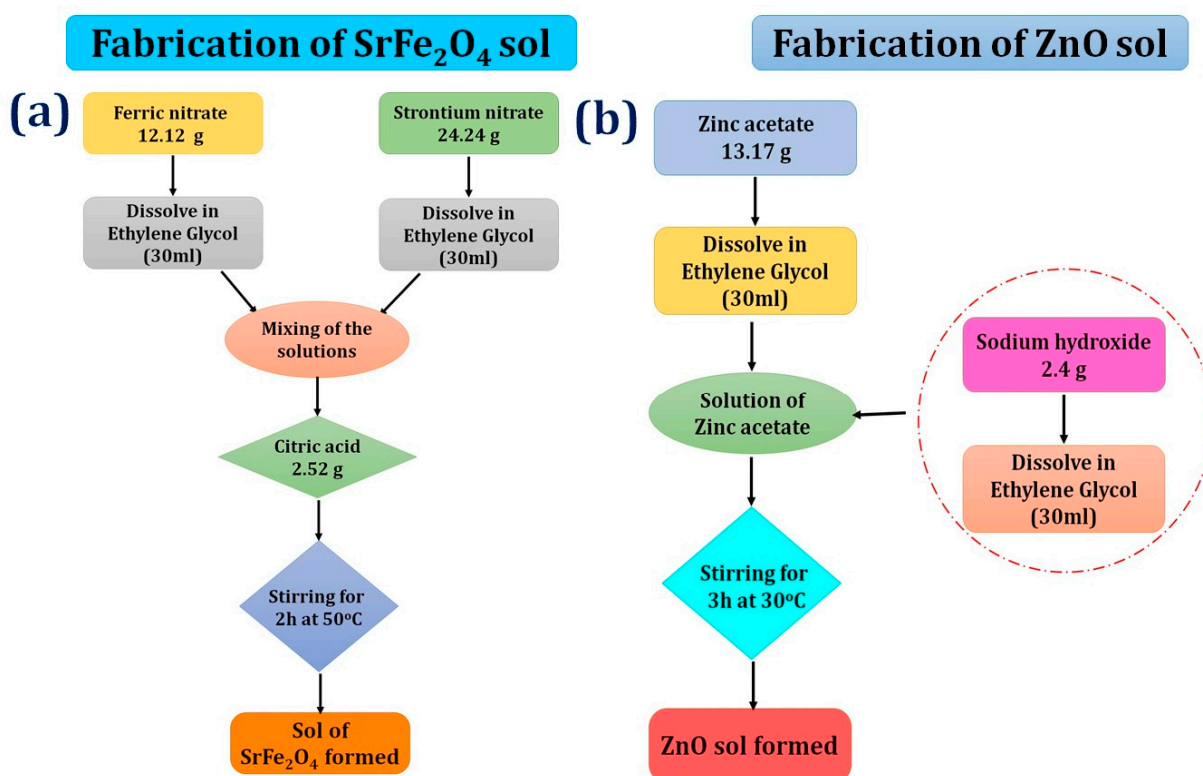 Fabrication of SrFe₂O₄ sol
(a)
Ferric nitrate
12.12 g
Strontium nitrate
24.24 g
Dissolve in
Ethylene Glycol
(30ml)
Dissolve in
Ethylene Glycol
(30ml)
Mixing of the
solutions
Citric acid
2.52 g
Stirring for
2h at 50ºC
Sol of
SrFe₂O₄ formed
Fabrication of ZnO sol
(b)
Zinc acetate
13.17 g
Dissolve in
Ethylene Glycol
(30ml)
Sodium hydroxide
2.4 g
Dissolve in
Ethylene Glycol
(30ml)
Solution of
Zinc acetate
Stirring for
3h at 30ºC
ZnO sol formed